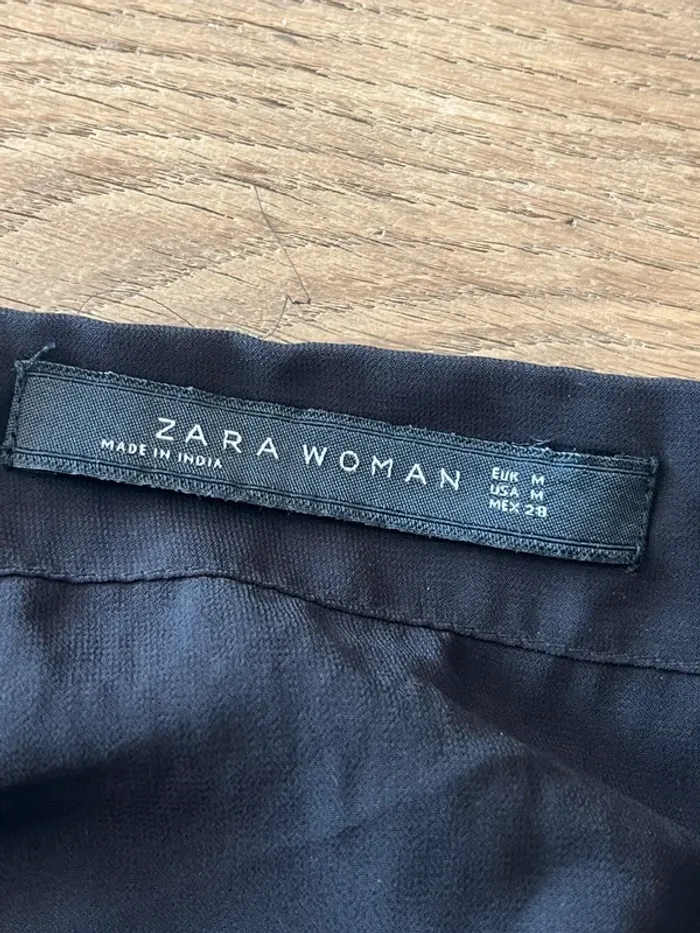 ZARA WOMAN
MADE IN INDIA
EUR M
USA M
MEX 28